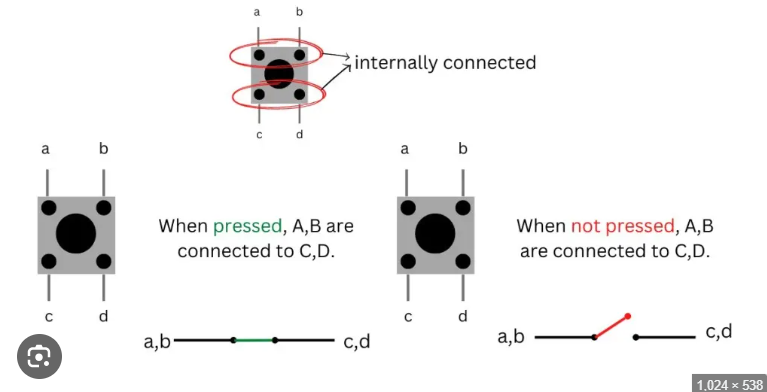 a b
internally connected
c d
a b
a b
When pressed, A,B are
connected to C,D.
When not pressed, A,B
are connected to C,D.
c d
c d
a,b c,d
a,b c,d
1,024 × 538